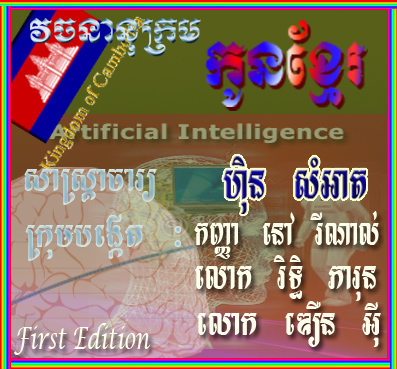 វចនានុក្រម
កូនខ្មែរ
Kingdom of Cambodia
Artificial Intelligence
សាស្ត្រាចារ្យ ហ៊ិន សំអាត
ក្រុមបង្កើត : កញ្ញា នៅ រីណាល់
លោក រិទ្ធិ ភារុន
លោក ឌឿន អ៊ី
First Edition